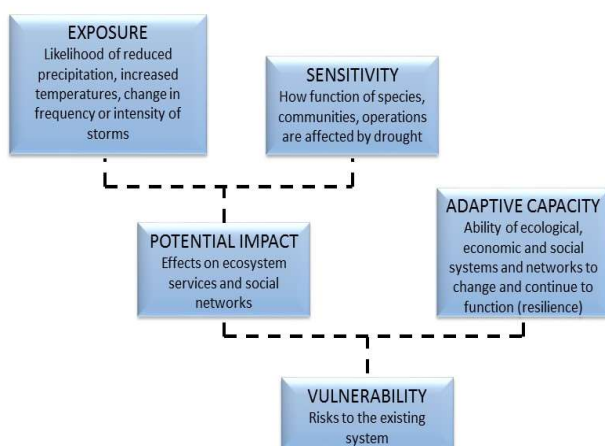 EXPOSURE
Likelihood of reduced
precipitation, increased
temperatures, change in
frequency or intensity of
storms
SENSITIVITY
How function of species,
communities, operations
are affected by drought
POTENTIAL IMPACT
Effects on ecosystem
services and social
networks
ADAPTIVE CAPACITY
Ability of ecological,
economic and social
systems and networks to
change and continue to
function (resilience)
VULNERABILITY
Risks to the existing
system